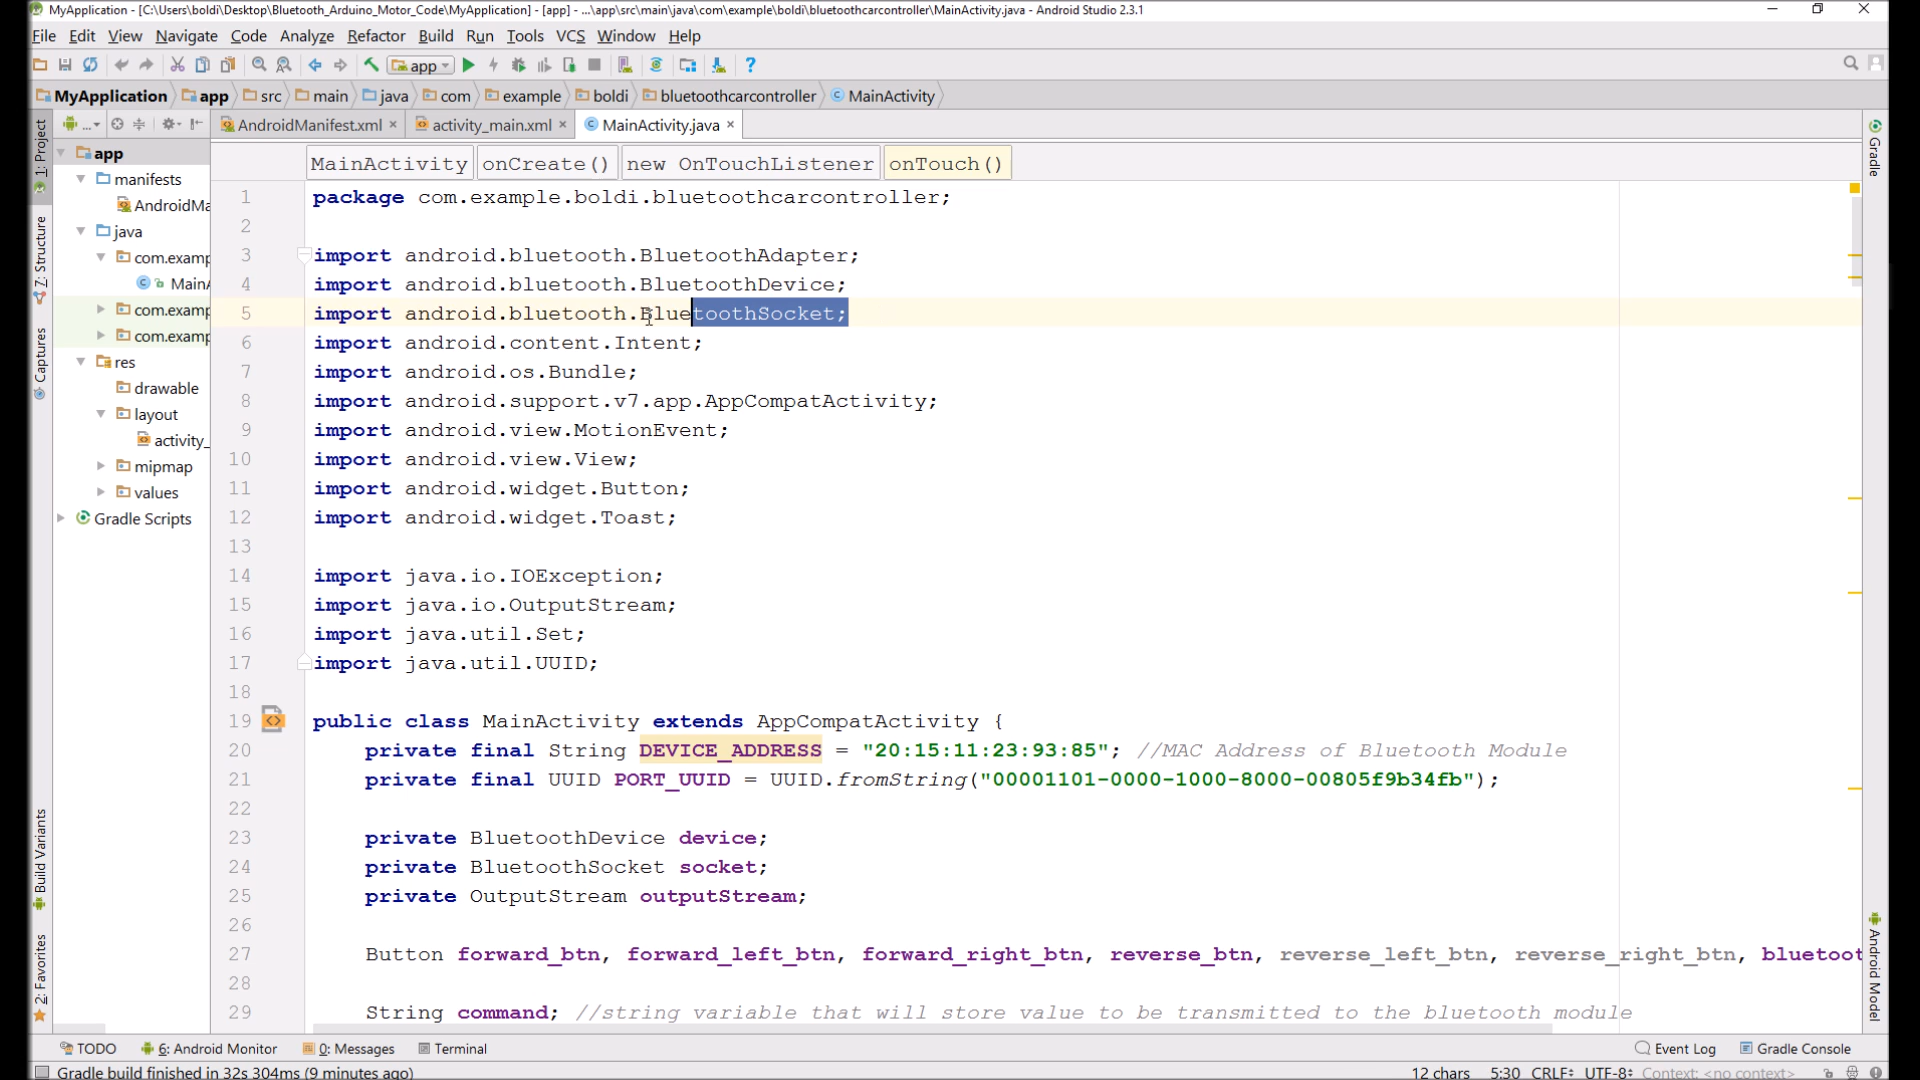 MyApplication - [C:\Users\boldi\Desktop\Bluetooth_Arduino_Motor_Code\MyApplication] - [app] - ...\app\src\main\java\com\example\boldi\bluetoothcarcontroller\MainActivity.java - Android Studio 2.3.1
File Edit View Navigate Code Analyze Refactor Build Run Tools VCS Window Help
app
MyApplication app src main java com example boldi bluetoothcarcontroller MainActivity
... AndroidManifest.xml activity_main.xml MainActivity.java
MainActivity onCreate() new OnTouchListener onTouch()
1: Project
7: Structure
Captures
Build Variants
2: Favorites
app
manifests
AndroidMa
java
com.examp
MainA
com.examp
com.examp
res
drawable
layout
activity_
mipmap
values
Gradle Scripts
1 package com.example.boldi.bluetoothcarcontroller;
2
3 import android.bluetooth.BluetoothAdapter;
4 import android.bluetooth.BluetoothDevice;
5 import android.bluetooth.BluetoothSocket;
6 import android.content.Intent;
7 import android.os.Bundle;
8 import android.support.v7.app.AppCompatActivity;
9 import android.view.MotionEvent;
10 import android.view.View;
11 import android.widget.Button;
12 import android.widget.Toast;
13
14 import java.io.IOException;
15 import java.io.OutputStream;
16 import java.util.Set;
17 import java.util.UUID;
18
19 public class MainActivity extends AppCompatActivity {
20 private final String DEVICE_ADDRESS = "20:15:11:23:93:85"; //MAC Address of Bluetooth Module
21 private final UUID PORT_UUID = UUID.fromString("00001101-0000-1000-8000-00805f9b34fb");
22
23 private BluetoothDevice device;
24 private BluetoothSocket socket;
25 private OutputStream outputStream;
26
27 Button forward_btn, forward_left_btn, forward_right_btn, reverse_btn, reverse_left_btn, reverse_right_btn, bluetoot
28
29 String command; //string variable that will store value to be transmitted to the bluetooth module
Gradle
Android Model
TODO 6: Android Monitor 0: Messages Terminal Event Log Gradle Console
Gradle build finished in 32s 304ms (9 minutes ago) 12 chars 5:30 CRLF UTF-8 Context: <no context>